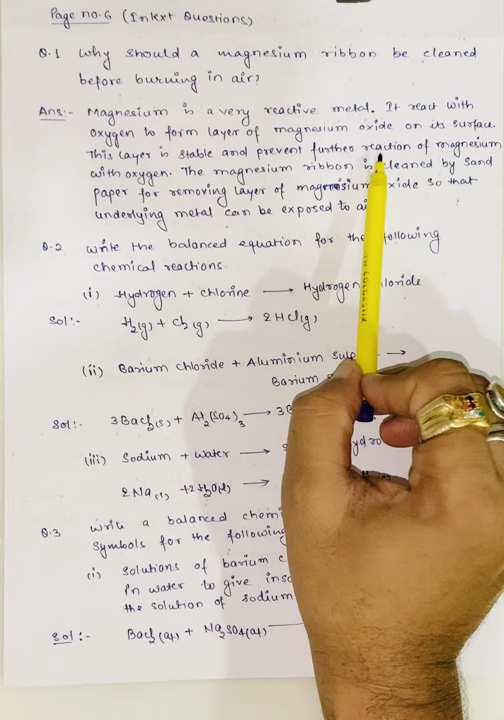 Page no.6 (Intext Questions)
Q.1 Why should a magnesium ribbon be cleaned
before burning in air?
Ans:- Magnesium is a very reactive metal. It react with
oxygen to form layer of magnesium oxide on its surface
This layer is stable and prevent further reaction of magnesium
with oxygen. The magnesium ribbon is cleaned by sand
paper for removing layer of magnesium oxide so that
underlying metal can be exposed to
Q.2 Write the balanced equation for the following
chemical reactions.
(i) Hydrogen + chlorine → Hydrogen chloride
Sol:- H₂(g) + Cl₂(g) → 2HCl(g)
(ii) Barium chloride + Aluminium →
Barium
Sol:- 3BaCl₂(s) + Al₂(SO₄)₃ → 3B
(iii) Sodium + water →
2Na(s) + 2H₂O(l) →
Q.3 Write a balanced
symbols for the following
(i) Solutions of barium
in water to give
the solution of sodium
Sol:- BaCl₂(aq) + Na₂SO₄(aq)